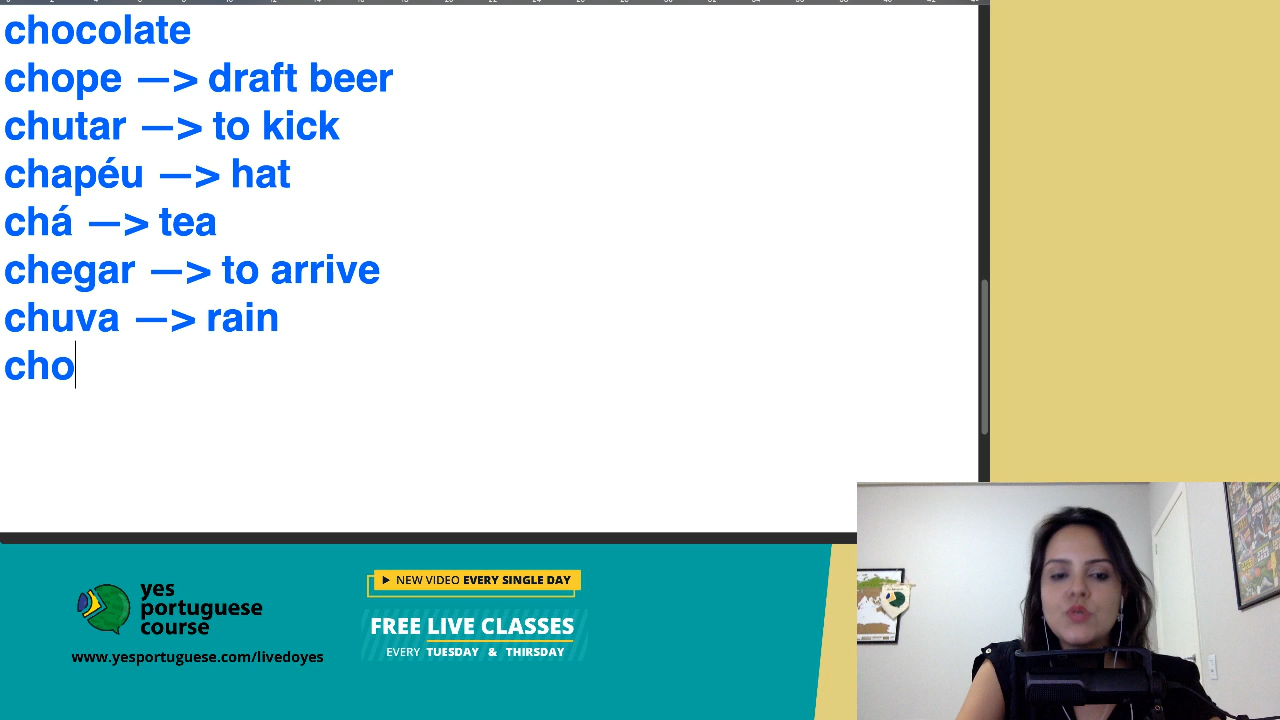 chocolate
chope —> draft beer
chutar —> to kick
chapéu —> hat
chá —> tea
chegar —> to arrive
chuva —> rain
cho
yes
portuguese
course
www.yesportuguese.com/livedoyes
NEW VIDEO EVERY SINGLE DAY
FREE LIVE CLASSES
EVERY TUESDAY & THIRSDAY